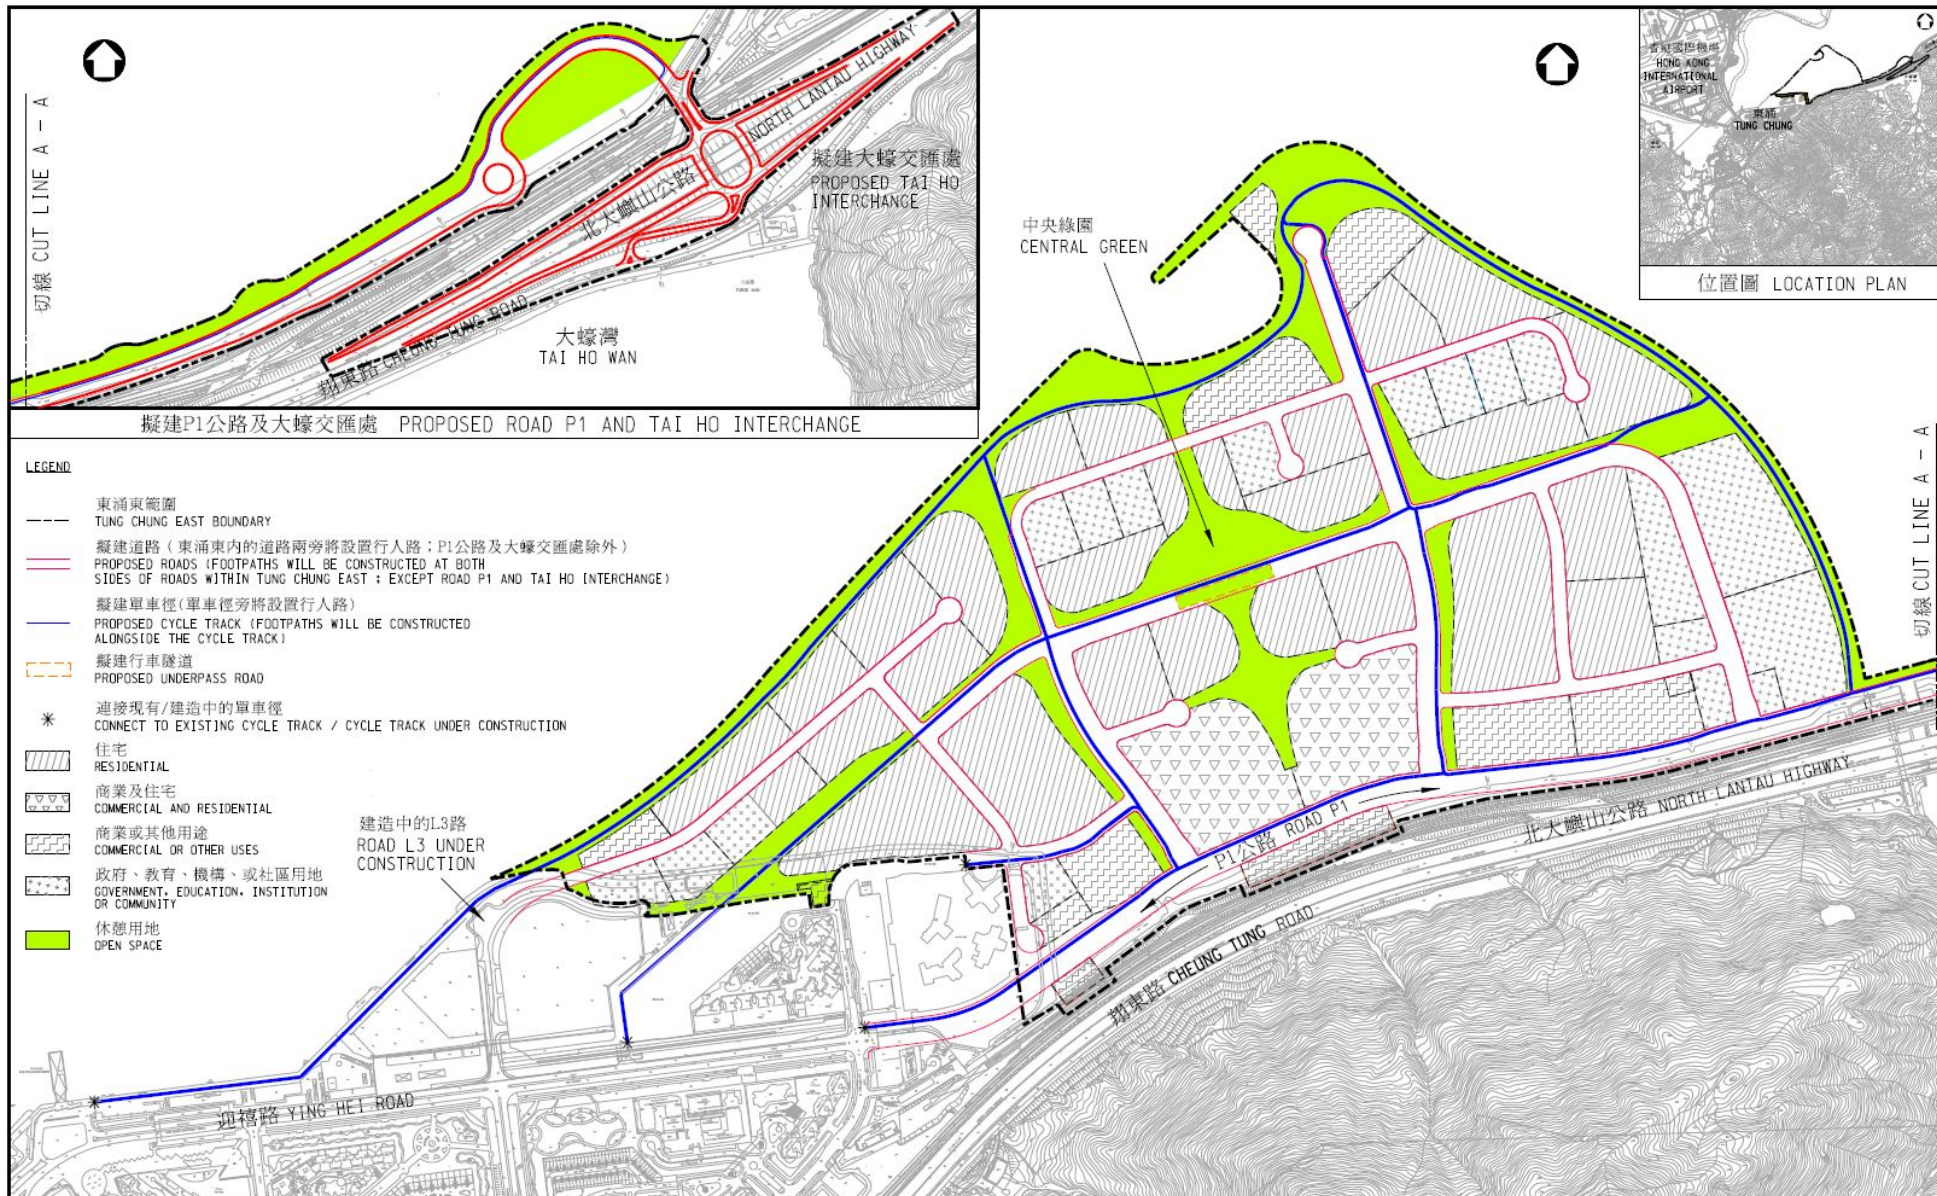 切線 CUT LINE A - A
北大嶼山公路
NORTH LANTAU HIGHWAY
擬建大蠔交匯處
PROPOSED TAI HO
INTERCHANGE
翔東路 CHEUNG TUNG ROAD
大蠔灣
TAI HO WAN
擬建P1公路及大蠔交匯處 PROPOSED ROAD P1 AND TAI HO INTERCHANGE
香港國際機場
HONG KONG
INTERNATIONAL
AIRPORT
東涌
TUNG CHUNG
位置圖 LOCATION PLAN
LEGEND
東涌東範圍
TUNG CHUNG EAST BOUNDARY
擬建道路（東涌東內的道路兩旁將設置行人路；P1公路及大蠔交匯處除外）
PROPOSED ROADS (FOOTPATHS WILL BE CONSTRUCTED AT BOTH
SIDES OF ROADS WITHIN TUNG CHUNG EAST ; EXCEPT ROAD P1 AND TAI HO INTERCHANGE)
擬建單車徑(單車徑旁將設置行人路)
PROPOSED CYCLE TRACK (FOOTPATHS WILL BE CONSTRUCTED
ALONGSIDE THE CYCLE TRACK)
擬建行車隧道
PROPOSED UNDERPASS ROAD
連接現有/建造中的單車徑
CONNECT TO EXISTING CYCLE TRACK / CYCLE TRACK UNDER CONSTRUCTION
住宅
RESIDENTIAL
商業及住宅
COMMERCIAL AND RESIDENTIAL
商業或其他用途
COMMERCIAL OR OTHER USES
政府、教育、機構、或社區用地
GOVERNMENT, EDUCATION, INSTITUTION
OR COMMUNITY
休憩用地
OPEN SPACE
中央綠園
CENTRAL GREEN
建造中的L3路
ROAD L3 UNDER
CONSTRUCTION
切線 CUT LINE A - A
P1公路 ROAD P1
北大嶼山公路 NORTH LANTAU HIGHWAY
翔東路 CHEUNG TUNG ROAD
迎禧路 YING HEI ROAD